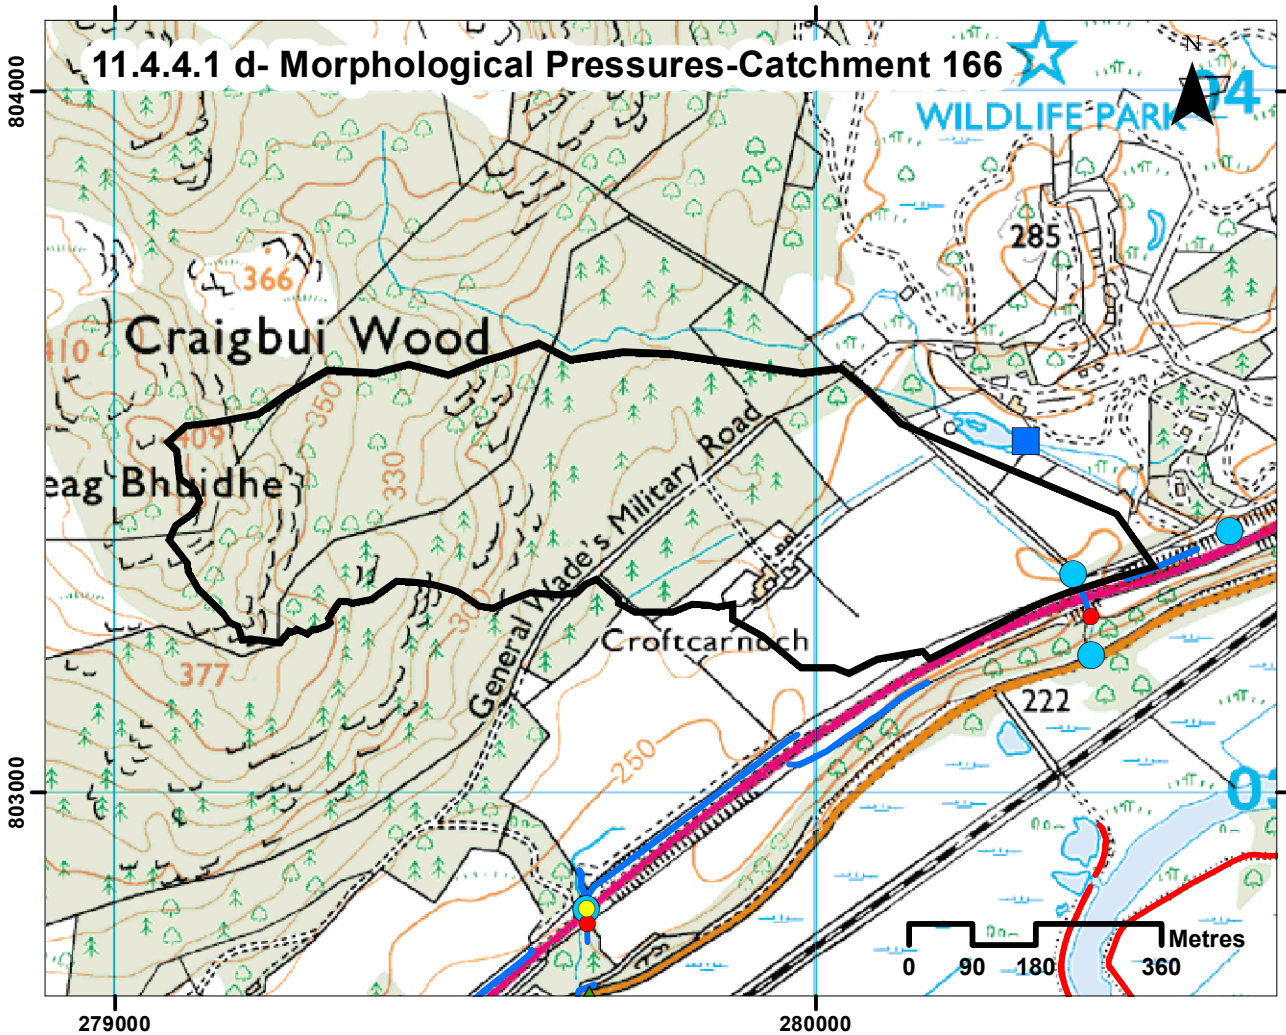 11.4.4.1 d- Morphological Pressures-Catchment 166
N
804000
04
WILDLIFE PARK
285
366
Craigbui Wood
410
350
409
330
eag Bhuidhe
General Wade's Military Road
300
Croftcarnoch
377
222
250
803000
03
Metres
0 90 180 360
279000 280000